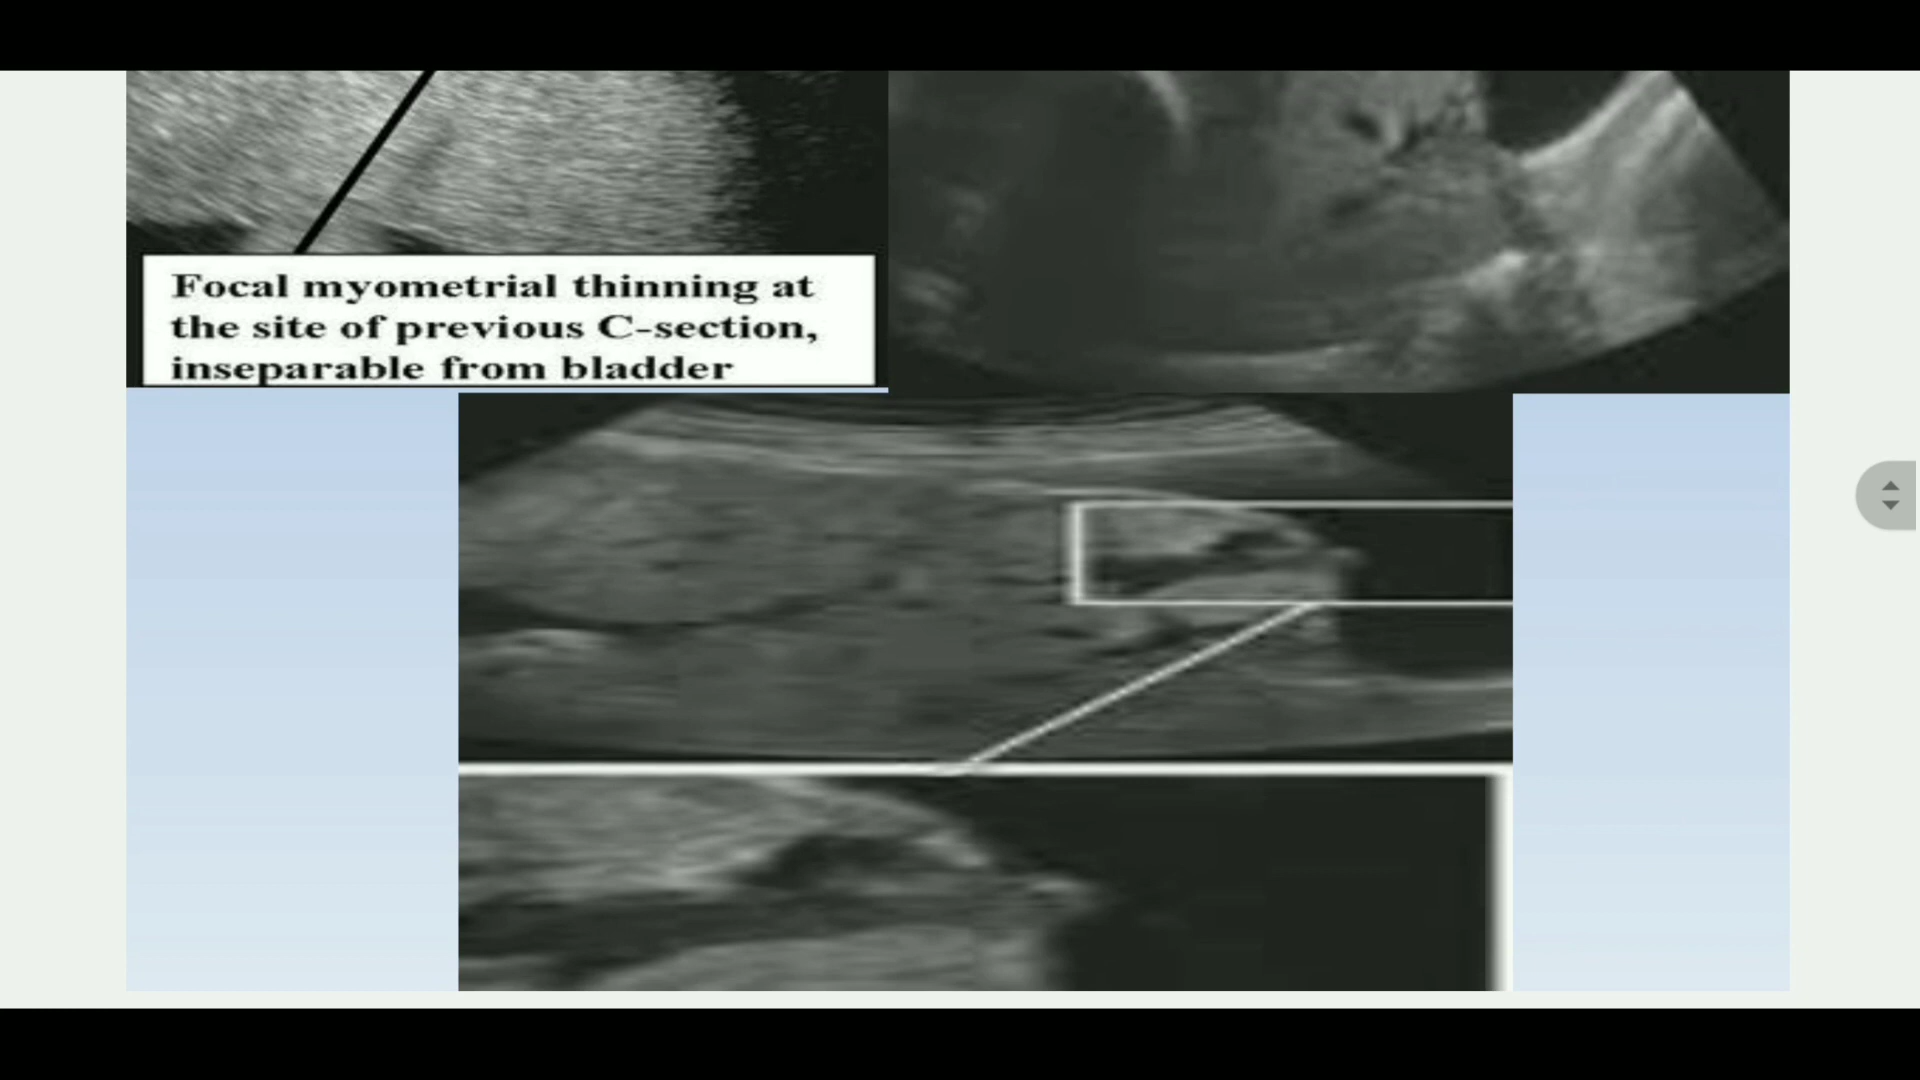 Focal myometrial thinning at
the site of previous C-section,
inseparable from bladder